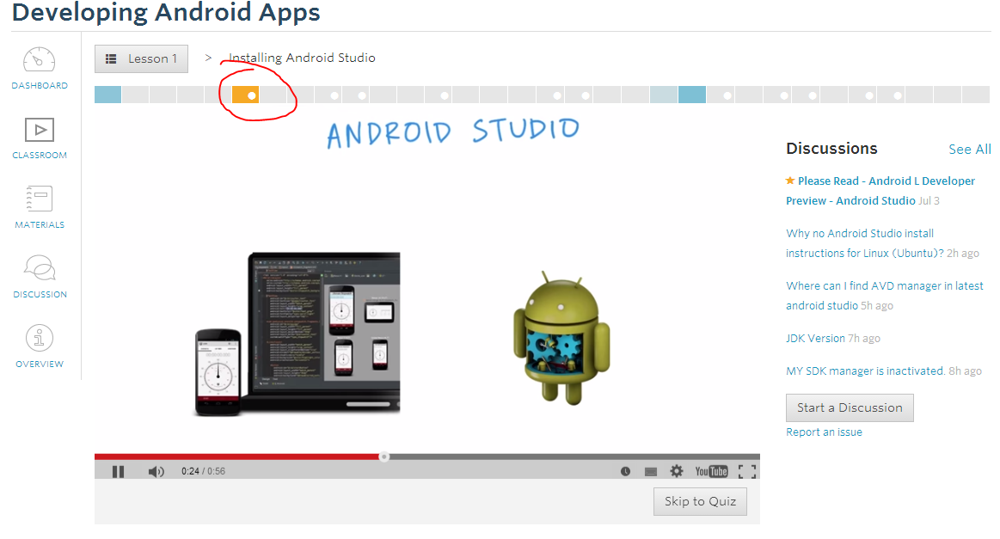 Developing Android Apps
DASHBOARD
CLASSROOM
MATERIALS
DISCUSSION
OVERVIEW
Lesson 1 > Installing Android Studio
ANDROID STUDIO
0:24 / 0:56
YouTube
Skip to Quiz
Discussions See All
Please Read - Android L Developer
Preview - Android Studio Jul 3
Why no Android Studio install
instructions for Linux (Ubuntu)? 2h ago
Where can I find AVD manager in latest
android studio 5h ago
JDK Version 7h ago
MY SDK manager is inactivated. 8h ago
Start a Discussion
Report an issue